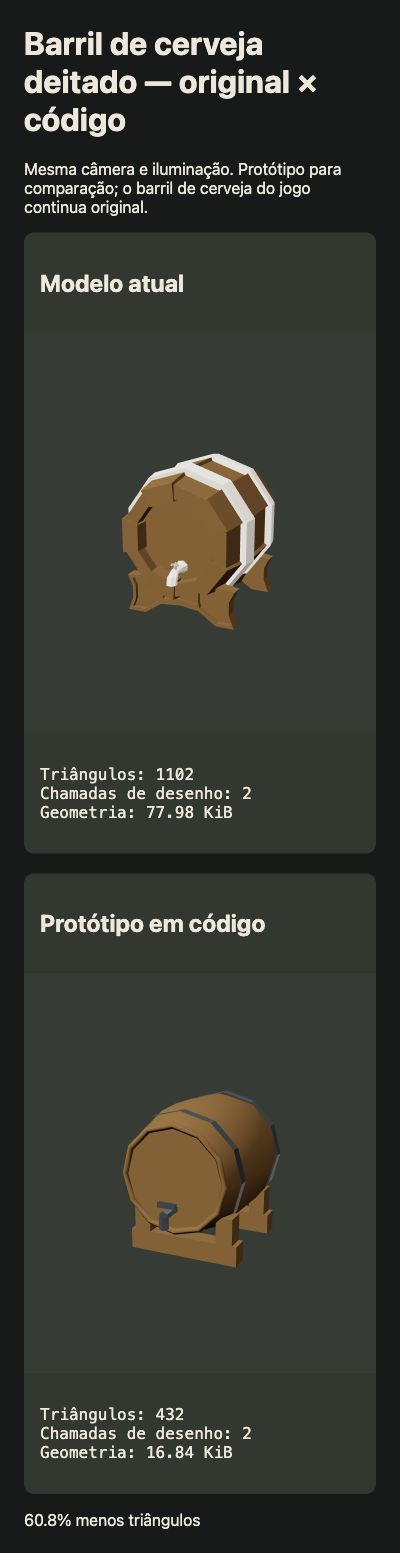 Barril de cerveja
deitado — original ×
código
Mesma câmera e iluminação. Protótipo para
comparação; o barril de cerveja do jogo
continua original.
Modelo atual
Triângulos: 1102
Chamadas de desenho: 2
Geometria: 77.98 KiB
Protótipo em código
Triângulos: 432
Chamadas de desenho: 2
Geometria: 16.84 KiB
60.8% menos triângulos